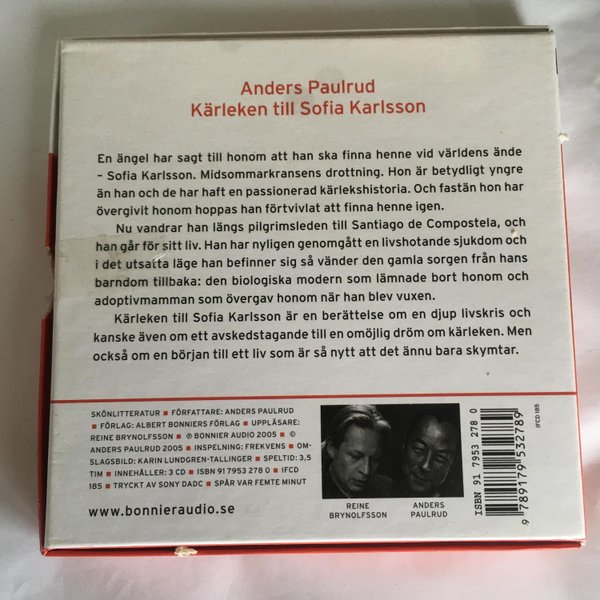 Anders Paulrud
Kärleken till Sofia Karlsson
En ängel har sagt till honom att han ska finna henne vid världens ände
– Sofia Karlsson. Midsommarkransens drottning. Hon är betydligt yngre
än han och de har haft en passionerad kärlekshistoria. Och fastän hon har
övergivit honom hoppas han förtvivlat att finna henne igen.
Nu vandrar han längs pilgrimsleden till Santiago de Compostela, och
han går för sitt liv. Han har nyligen genomgått en livshotande sjukdom och
i det utsatta läge han befinner sig så vänder den gamla sorgen från hans
barndom tillbaka: den biologiska modern som lämnade bort honom och
adoptivmamman som övergav honom när han blev vuxen.
Kärleken till Sofia Karlsson är en berättelse om en djup livskris och
kanske även om ett avskedstagande till en omöjlig dröm om kärleken. Men
också om en början till ett liv som är så nytt att det ännu bara skymtar.
SKÖNLITTERATUR ■ FÖRFATTARE: ANDERS PAULRUD
■ FÖRLAG: ALBERT BONNIERS FÖRLAG ■ UPPLÄSARE:
REINE BRYNOLFSSON ■ ℗ BONNIER AUDIO 2005 ■ ©
ANDERS PAULRUD 2005 ■ INSPELNING: FREKVENS ■ OM-
SLAGSBILD: KARIN LUNDGREN-TALLINGER ■ SPELTID: 3,5
TIM ■ INNEHÅLLER: 3 CD ■ ISBN 91 7953 278 0 ■ IFCD
185 ■ TRYCKT AV SONY DADC ■ SPÅR VAR FEMTE MINUT
www.bonnieraudio.se
REINE
BRYNOLFSSON
ANDERS
PAULRUD
ISBN 91 7953 278 0
9 789179 532789
IFCD 185